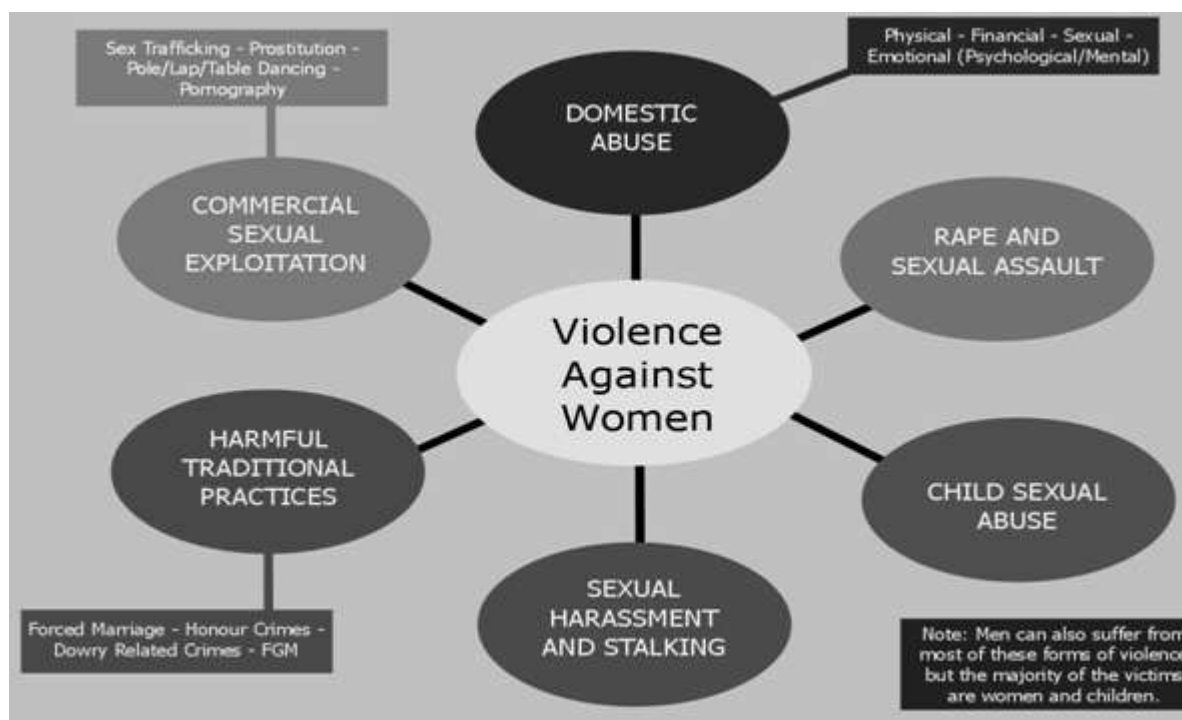 Sex Trafficking - Prostitution -
Pole/Lap/Table Dancing -
Pornography
Physical - Financial - Sexual -
Emotional (Psychological/Mental)
DOMESTIC
ABUSE
COMMERCIAL
SEXUAL
EXPLOITATION
RAPE AND
SEXUAL ASSAULT
Violence
Against
Women
HARMFUL
TRADITIONAL
PRACTICES
CHILD SEXUAL
ABUSE
SEXUAL
HARASSMENT
AND STALKING
Forced Marriage - Honour Crimes -
Dowry Related Crimes - FGM
Note: Men can also suffer from
most of these forms of violence
but the majority of the victims
are women and children.